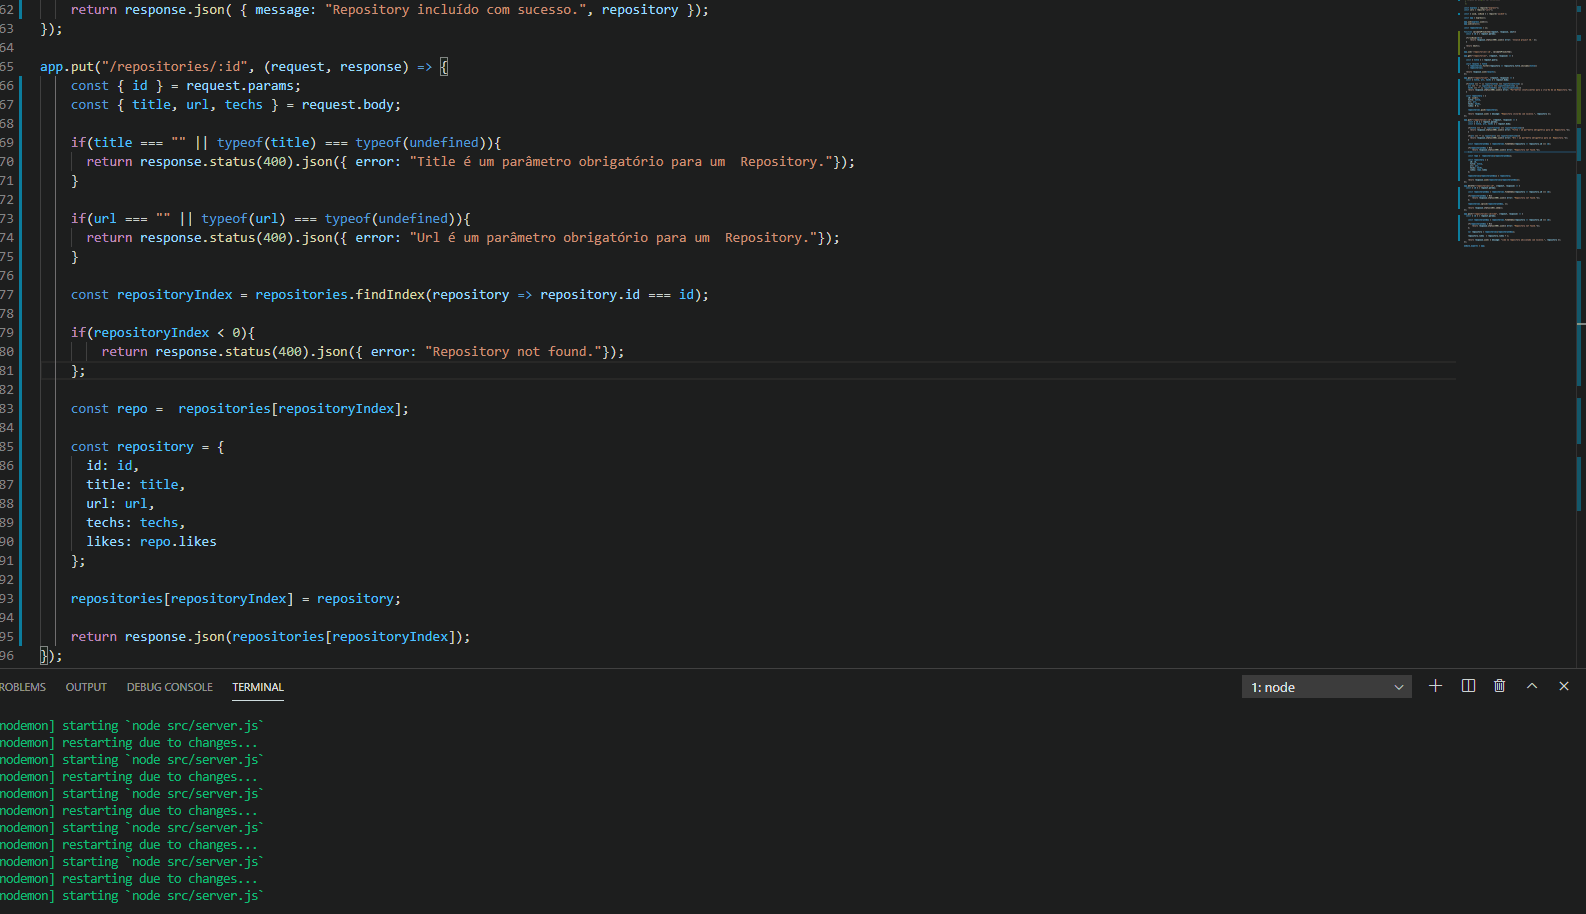 62 return response.json( { message: "Repository incluído com sucesso.", repository });
63 });
64
65 app.put("/repositories/:id", (request, response) => {
66 const { id } = request.params;
67 const { title, url, techs } = request.body;
68
69 if(title === "" || typeof(title) === typeof(undefined)){
70 return response.status(400).json({ error: "Title é um parâmetro obrigatório para um  Repository."});
71 }
72
73 if(url === "" || typeof(url) === typeof(undefined)){
74 return response.status(400).json({ error: "Url é um parâmetro obrigatório para um  Repository."});
75 }
76
77 const repositoryIndex = repositories.findIndex(repository => repository.id === id);
78
79 if(repositoryIndex < 0){
80 return response.status(400).json({ error: "Repository not found."});
81 };
82
83 const repo =  repositories[repositoryIndex];
84
85 const repository = {
86 id: id,
87 title: title,
88 url: url,
89 techs: techs,
90 likes: repo.likes
91 };
92
93 repositories[repositoryIndex] = repository;
94
95 return response.json(repositories[repositoryIndex]);
96 });
ROBLEMS OUTPUT DEBUG CONSOLE TERMINAL 1: node
nodemon] starting `node src/server.js`
nodemon] restarting due to changes...
nodemon] starting `node src/server.js`
nodemon] restarting due to changes...
nodemon] starting `node src/server.js`
nodemon] restarting due to changes...
nodemon] starting `node src/server.js`
nodemon] restarting due to changes...
nodemon] starting `node src/server.js`
nodemon] restarting due to changes...
nodemon] starting `node src/server.js`